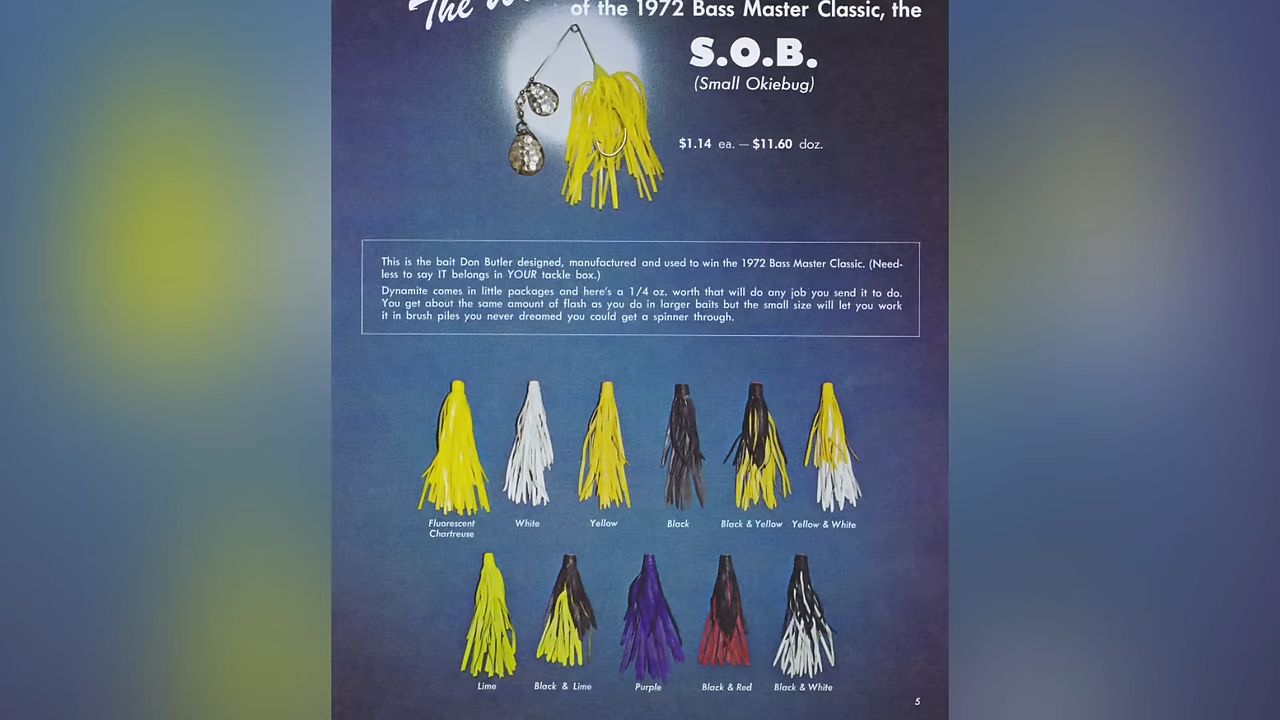 The
of the 1972 Bass Master Classic, the
S.O.B.
(Small Okiebug)
$1.14 ea. — $11.60 doz.
This is the bait Don Butler designed, manufactured and used to win the 1972 Bass Master Classic. (Need-
less to say IT belongs in YOUR tackle box.)
Dynamite comes in little packages and here's a 1/4 oz. worth that will do any job you send it to do.
You get about the same amount of flash as you do in larger baits but the small size will let you work
it in brush piles you never dreamed you could get a spinner through.
Fluorescent
Chartreuse
White
Yellow
Black
Black & Yellow
Yellow & White
Lime
Black & Lime
Purple
Black & Red
Black & White
5